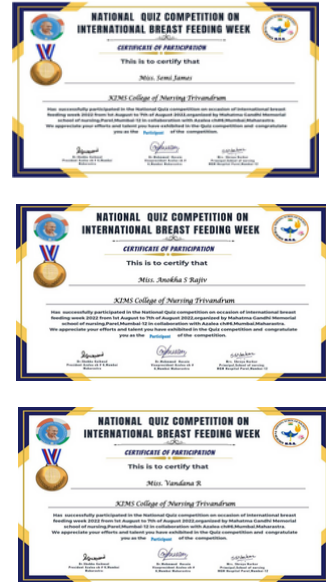 NATIONAL QUIZ COMPETITION ON
INTERNATIONAL BREAST FEEDING WEEK
CERTIFICATE OF PARTICIPATION
This is to certify that
Miss. Semi James
KIMS College of Nursing Trivandrum
Has successfully participated in the National Quiz competition on occasion of international breast
feeding week 2022 from 1st August to 7th of August 2022.organized by Mahatma Gandhi Memorial
school of nursing,Parel,Mumbai 12 in collaboration with
We appreciate your efforts and talent you have exhibited in the Quiz competition and congratulate
you as the Participant of the competition.
NATIONAL QUIZ COMPETITION ON
INTERNATIONAL BREAST FEEDING WEEK
CERTIFICATE OF PARTICIPATION
This is to certify that
Miss. Anokha S Rajiv
KIMS College of Nursing Trivandrum
Has successfully participated in the National Quiz competition on occasion of international breast
feeding week 2022 from 1st August to 7th of August 2022.organized by Mahatma Gandhi Memorial
school of nursing,Parel,Mumbai 12 in collaboration with
We appreciate your efforts and talent you have exhibited in the Quiz competition and congratulate
you as the Participant of the competition.
NATIONAL QUIZ COMPETITION ON
INTERNATIONAL BREAST FEEDING WEEK
CERTIFICATE OF PARTICIPATION
This is to certify that
Miss. Vandana R
KIMS College of Nursing Trivandrum
Has successfully participated in the National Quiz competition on occasion of international breast
feeding week 2022 from 1st August to 7th of August 2022.organized by Mahatma Gandhi Memorial
school of nursing,Parel,Mumbai 12 in collaboration with
We appreciate your efforts and talent you have exhibited in the Quiz competition and congratulate
you as the Participant of the competition.